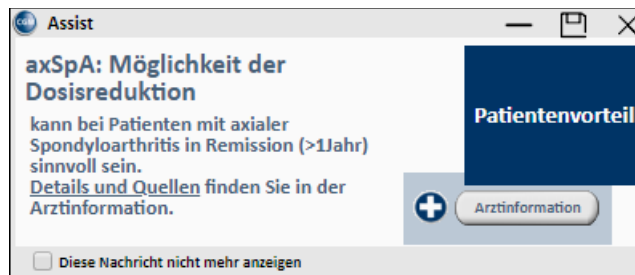 CGM Assist
axSpA: Möglichkeit der
Dosisreduktion
kann bei Patienten mit axialer
Spondyloarthritis in Remission (>1Jahr)
sinnvoll sein.
Details und Quellen finden Sie in der
Arztinformation.
Patientenvorteil
Arztinformation
Diese Nachricht nicht mehr anzeigen